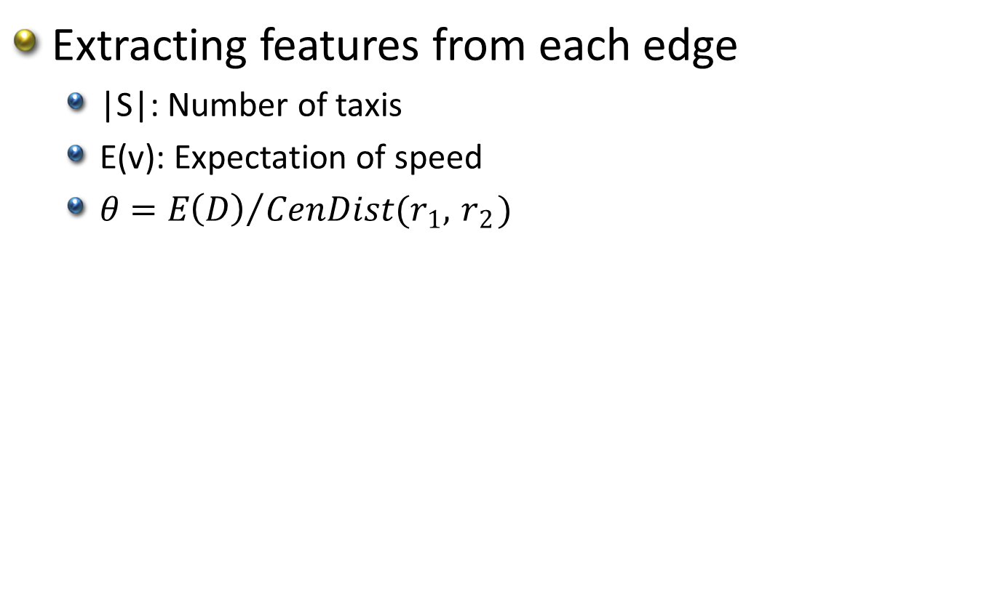 Extracting features from each edge
|S|: Number of taxis
E(v): Expectation of speed
θ = E(D)/CenDist(r₁, r₂)